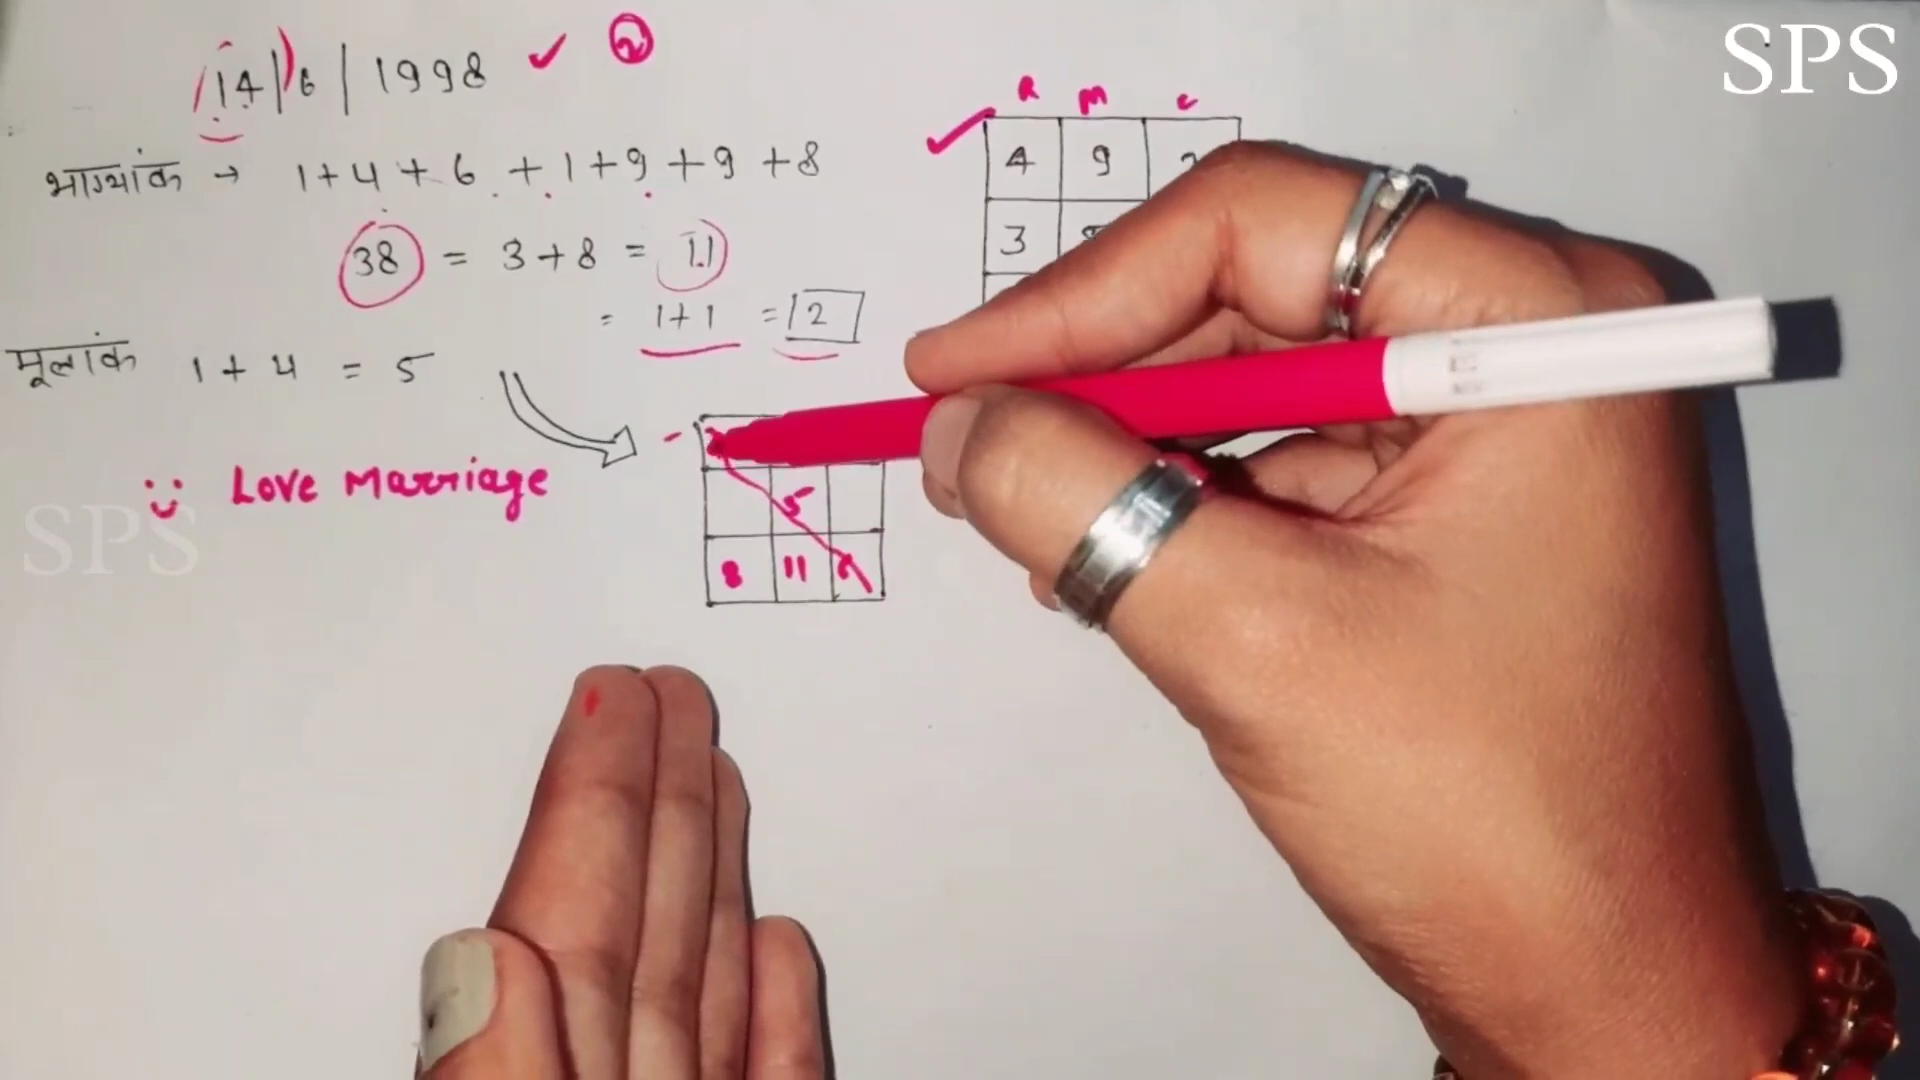 SPS
14/6/1998 ✓ 2
R M C
भाग्यांक → 1+4+6+1+9+9+8
4 9
3
38 = 3+8 = 11
= 1+1 = 2
मूलांक 1+4 = 5
5
Love Marriage
8 11
SPS